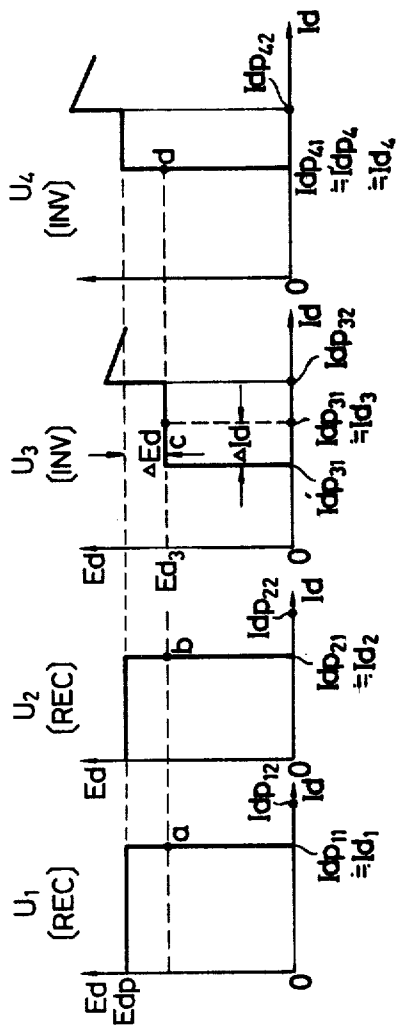 U₁
(REC)
Ed
Edp
a
Idp₁₂
Id
0
Idp₁₁
≒Id₁
U₂
(REC)
Ed
b
Idp₂₂
Id
0
Idp₂₁
≒Id₂
U₃
(INV)
Ed
ΔEd
Ed₃
c
ΔId
Id
0
I'dp₃₁
Idp₃₁
≒Id₃
Idp₃₂
U₄
(INV)
d
Id
0
Idp₄₁
≒Idp₄
≒Id₄
Idp₄₂